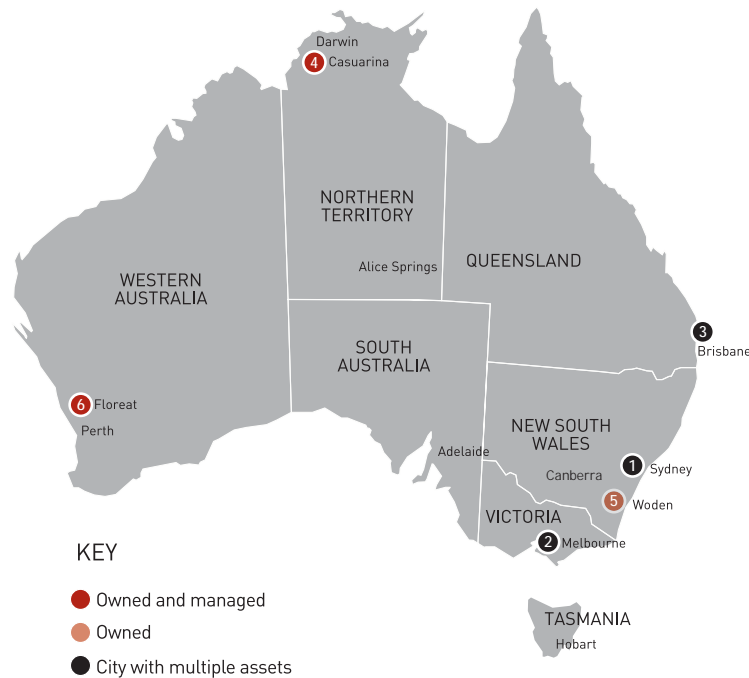 Darwin
4 Casuarina
NORTHERN
TERRITORY
Alice Springs
QUEENSLAND
WESTERN
AUSTRALIA
SOUTH
AUSTRALIA
3
Brisbane
6 Floreat
Perth
NEW SOUTH
WALES
Adelaide
1 Sydney
Canberra
5 Woden
VICTORIA
2 Melbourne
TASMANIA
Hobart
KEY
Owned and managed
Owned
City with multiple assets